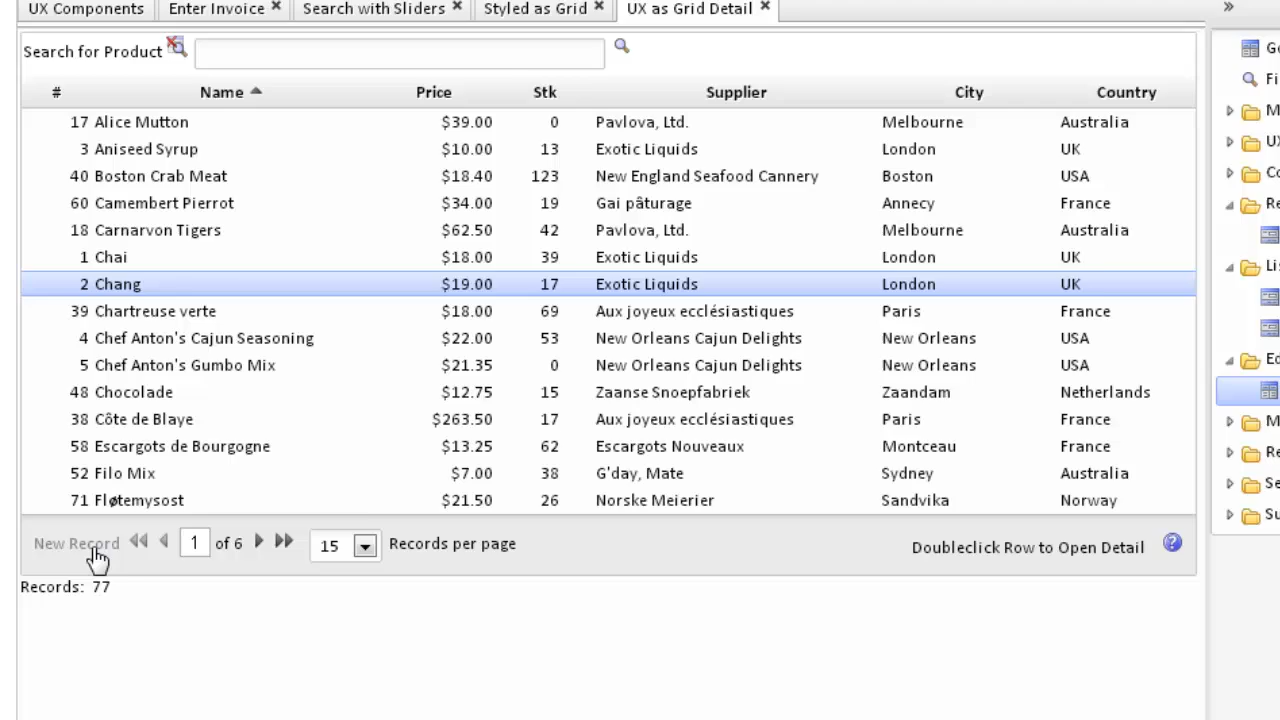 UX Components Enter Invoice Search with Sliders Styled as Grid UX as Grid Detail
Search for Product
# Name Price Stk Supplier City Country
17 Alice Mutton $39.00 0 Pavlova, Ltd. Melbourne Australia
3 Aniseed Syrup $10.00 13 Exotic Liquids London UK
40 Boston Crab Meat $18.40 123 New England Seafood Cannery Boston USA
60 Camembert Pierrot $34.00 19 Gai pâturage Annecy France
18 Carnarvon Tigers $62.50 42 Pavlova, Ltd. Melbourne Australia
1 Chai $18.00 39 Exotic Liquids London UK
2 Chang $19.00 17 Exotic Liquids London UK
39 Chartreuse verte $18.00 69 Aux joyeux ecclésiastiques Paris France
4 Chef Anton's Cajun Seasoning $22.00 53 New Orleans Cajun Delights New Orleans USA
5 Chef Anton's Gumbo Mix $21.35 0 New Orleans Cajun Delights New Orleans USA
48 Chocolade $12.75 15 Zaanse Snoepfabriek Zaandam Netherlands
38 Côte de Blaye $263.50 17 Aux joyeux ecclésiastiques Paris France
58 Escargots de Bourgogne $13.25 62 Escargots Nouveaux Montceau France
52 Filo Mix $7.00 38 G'day, Mate Sydney Australia
71 Fløtemysost $21.50 26 Norske Meierier Sandvika Norway
New Record 1 of 6 15 Records per page Doubleclick Row to Open Detail
Records: 77